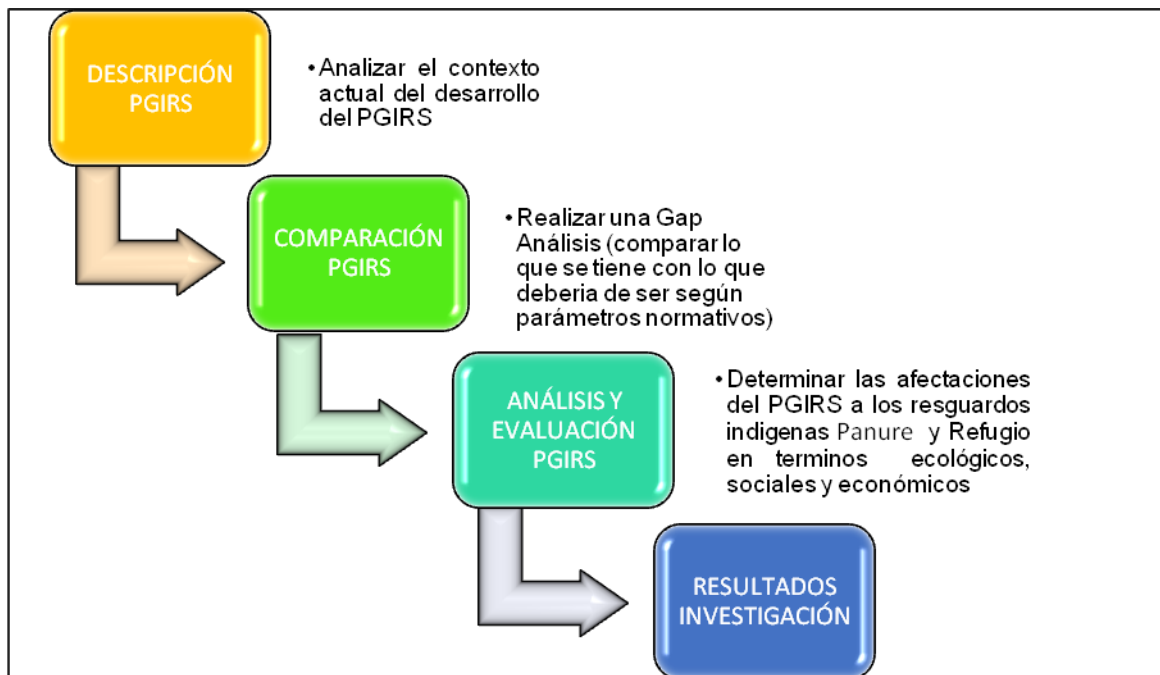 DESCRIPCIÓN
PGIRS
•Analizar el contexto
actual del desarrollo
del PGIRS
COMPARACIÓN
PGIRS
•Realizar una Gap
Análisis (comparar lo
que se tiene con lo que
deberia de ser según
parámetros normativos)
ANÁLISIS Y
EVALUACIÓN
PGIRS
•Determinar las afectaciones
del PGIRS a los resguardos
indigenas Panure y Refugio
en terminos ecológicos,
sociales y económicos
RESULTADOS
INVESTIGACIÓN